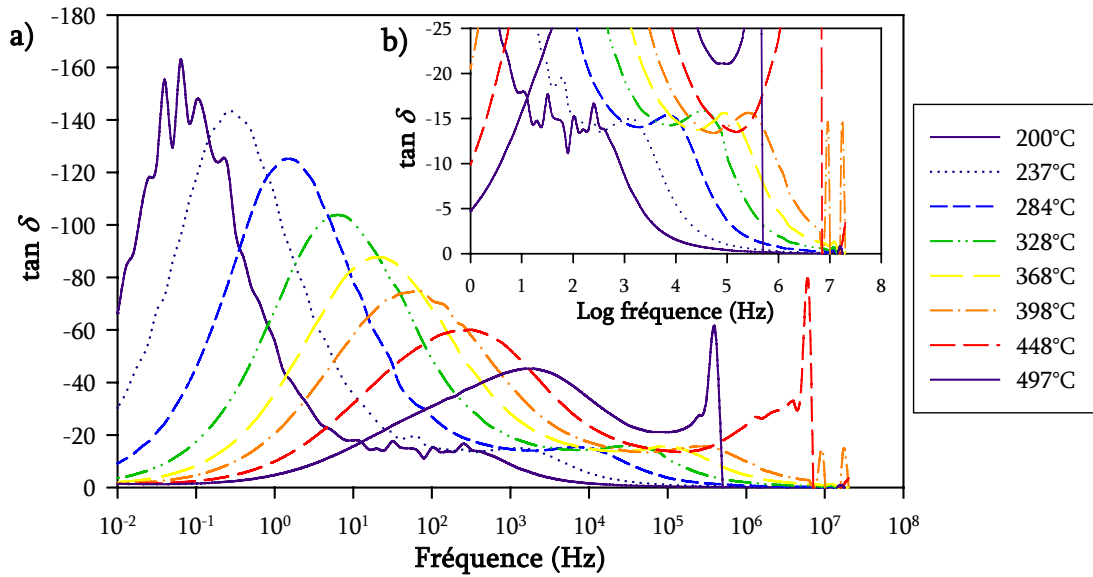 a)
-180
-160
-140
-120
-100
-80
-60
-40
-20
0
tan δ
10-2 10-1 100 101 102 103 104 105 106 107 108
Fréquence (Hz)
b)
-25
-20
-15
-10
-5
0
tan δ
0 1 2 3 4 5 6 7 8
Log fréquence (Hz)
200°C
237°C
284°C
328°C
368°C
398°C
448°C
497°C